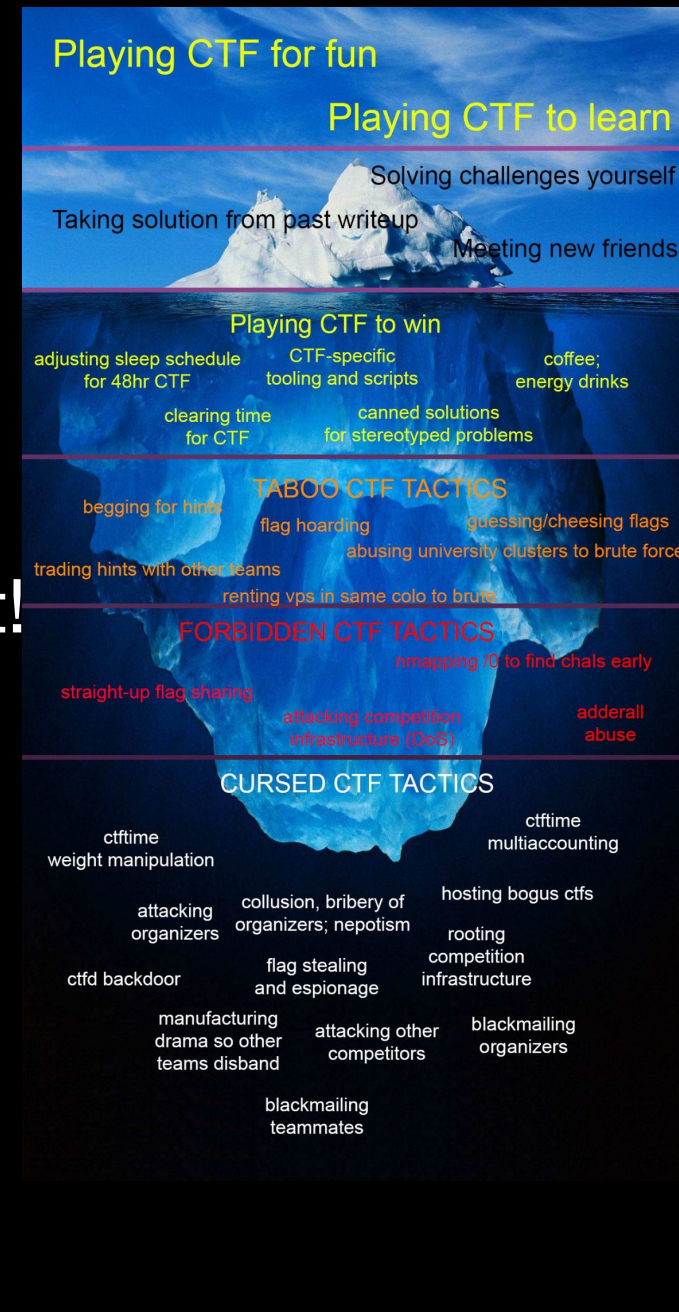 Playing CTF for fun
Playing CTF to learn
Solving challenges yourself
Taking solution from past writeup
Meeting new friends
Playing CTF to win
adjusting sleep schedule
for 48hr CTF
CTF-specific
tooling and scripts
coffee;
energy drinks
clearing time
for CTF
canned solutions
for stereotyped problems
TABOO CTF TACTICS
begging for hints
flag hoarding
guessing/cheesing flags
abusing university clusters to brute force
trading hints with other teams
renting vps in same colo to brute
!
FORBIDDEN CTF TACTICS
nmapping /0 to find chals early
straight-up flag sharing
attacking competition
infrastructure (DoS)
adderall
abuse
CURSED CTF TACTICS
ctftime
weight manipulation
ctftime
multiaccounting
attacking
organizers
collusion, bribery of
organizers; nepotism
hosting bogus ctfs
rooting
competition
infrastructure
ctfd backdoor
flag stealing
and espionage
manufacturing
drama so other
teams disband
attacking other
competitors
blackmailing
organizers
blackmailing
teammates